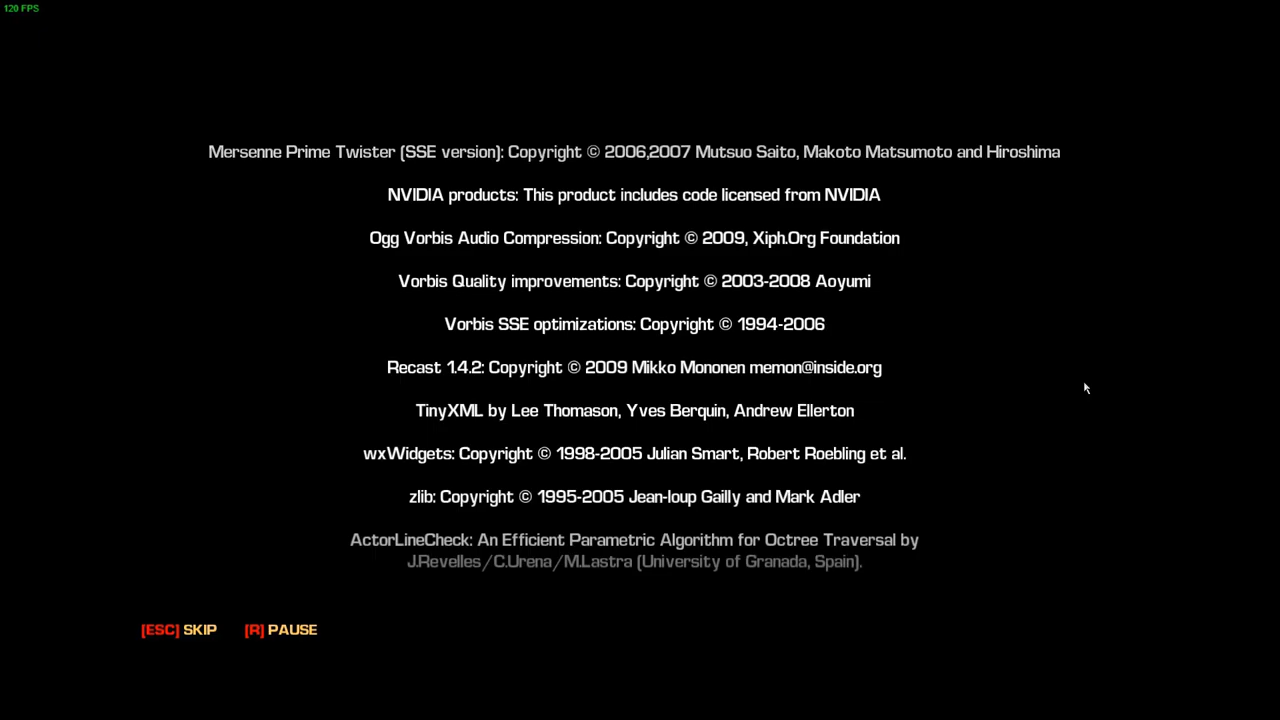 120 FPS
Mersenne Prime Twister (SSE version): Copyright © 2006,2007 Mutsuo Saito, Makoto Matsumoto and Hiroshima
NVIDIA products: This product includes code licensed from NVIDIA
Ogg Vorbis Audio Compression: Copyright © 2009, Xiph.Org Foundation
Vorbis Quality improvements: Copyright © 2003-2008 Aoyumi
Vorbis SSE optimizations: Copyright © 1994-2006
Recast 1.4.2: Copyright © 2009 Mikko Mononen memon@inside.org
TinyXML by Lee Thomason, Yves Berquin, Andrew Ellerton
wxWidgets: Copyright © 1998-2005 Julian Smart, Robert Roebling et al.
zlib: Copyright © 1995-2005 Jean-loup Gailly and Mark Adler
ActorLineCheck: An Efficient Parametric Algorithm for Octree Traversal by
J.Revelles/C.Urena/M.Lastra (University of Granada, Spain).
[ESC] SKIP [R] PAUSE